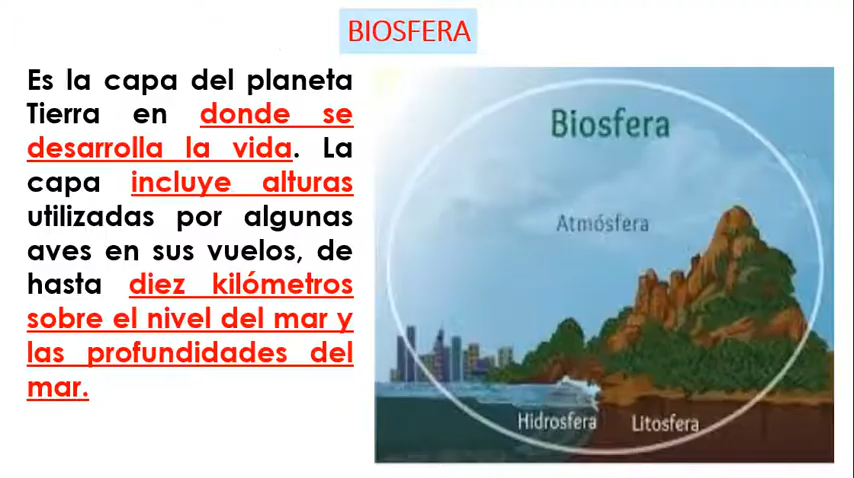 BIOSFERA
Es la capa del planeta
Tierra en donde se
desarrolla la vida. La
capa incluye alturas
utilizadas por algunas
aves en sus vuelos, de
hasta diez kilómetros
sobre el nivel del mar y
las profundidades del
mar.
Biosfera
Atmósfera
Hidrosfera
Litosfera